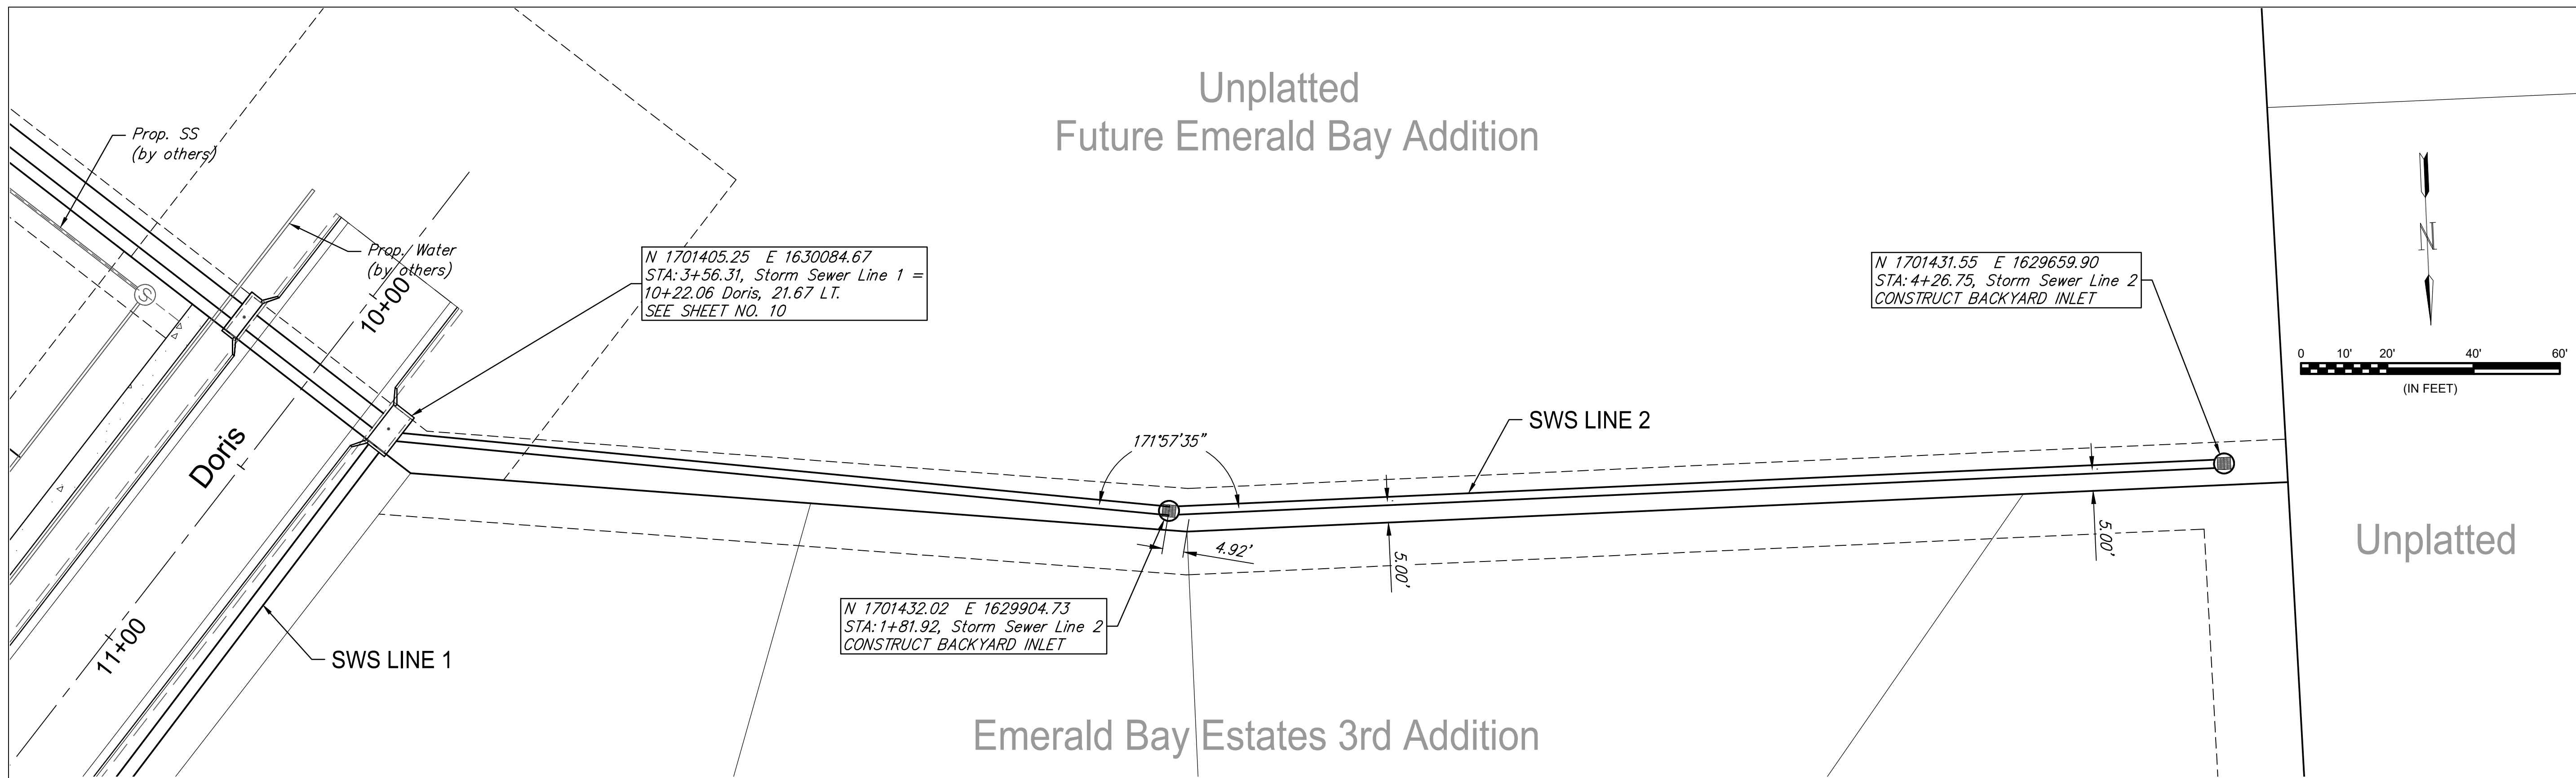 Unplatted
Future Emerald Bay Addition
Prop. SS
(by others)
Prop. Water
(by others)
10+00
N 1701405.25 E 1630084.67
STA: 3+56.31, Storm Sewer Line 1 =
10+22.06 Doris, 21.67 LT.
SEE SHEET NO. 10
N 1701431.55 E 1629659.90
STA: 4+26.75, Storm Sewer Line 2
CONSTRUCT BACKYARD INLET
N
0 10' 20' 40' 60'
(IN FEET)
S
Doris
171°57'35"
SWS LINE 2
4.92'
5.00'
5.00'
Unplatted
N 1701432.02 E 1629904.73
STA: 1+81.92, Storm Sewer Line 2
CONSTRUCT BACKYARD INLET
11+00
SWS LINE 1
Emerald Bay Estates 3rd Addition